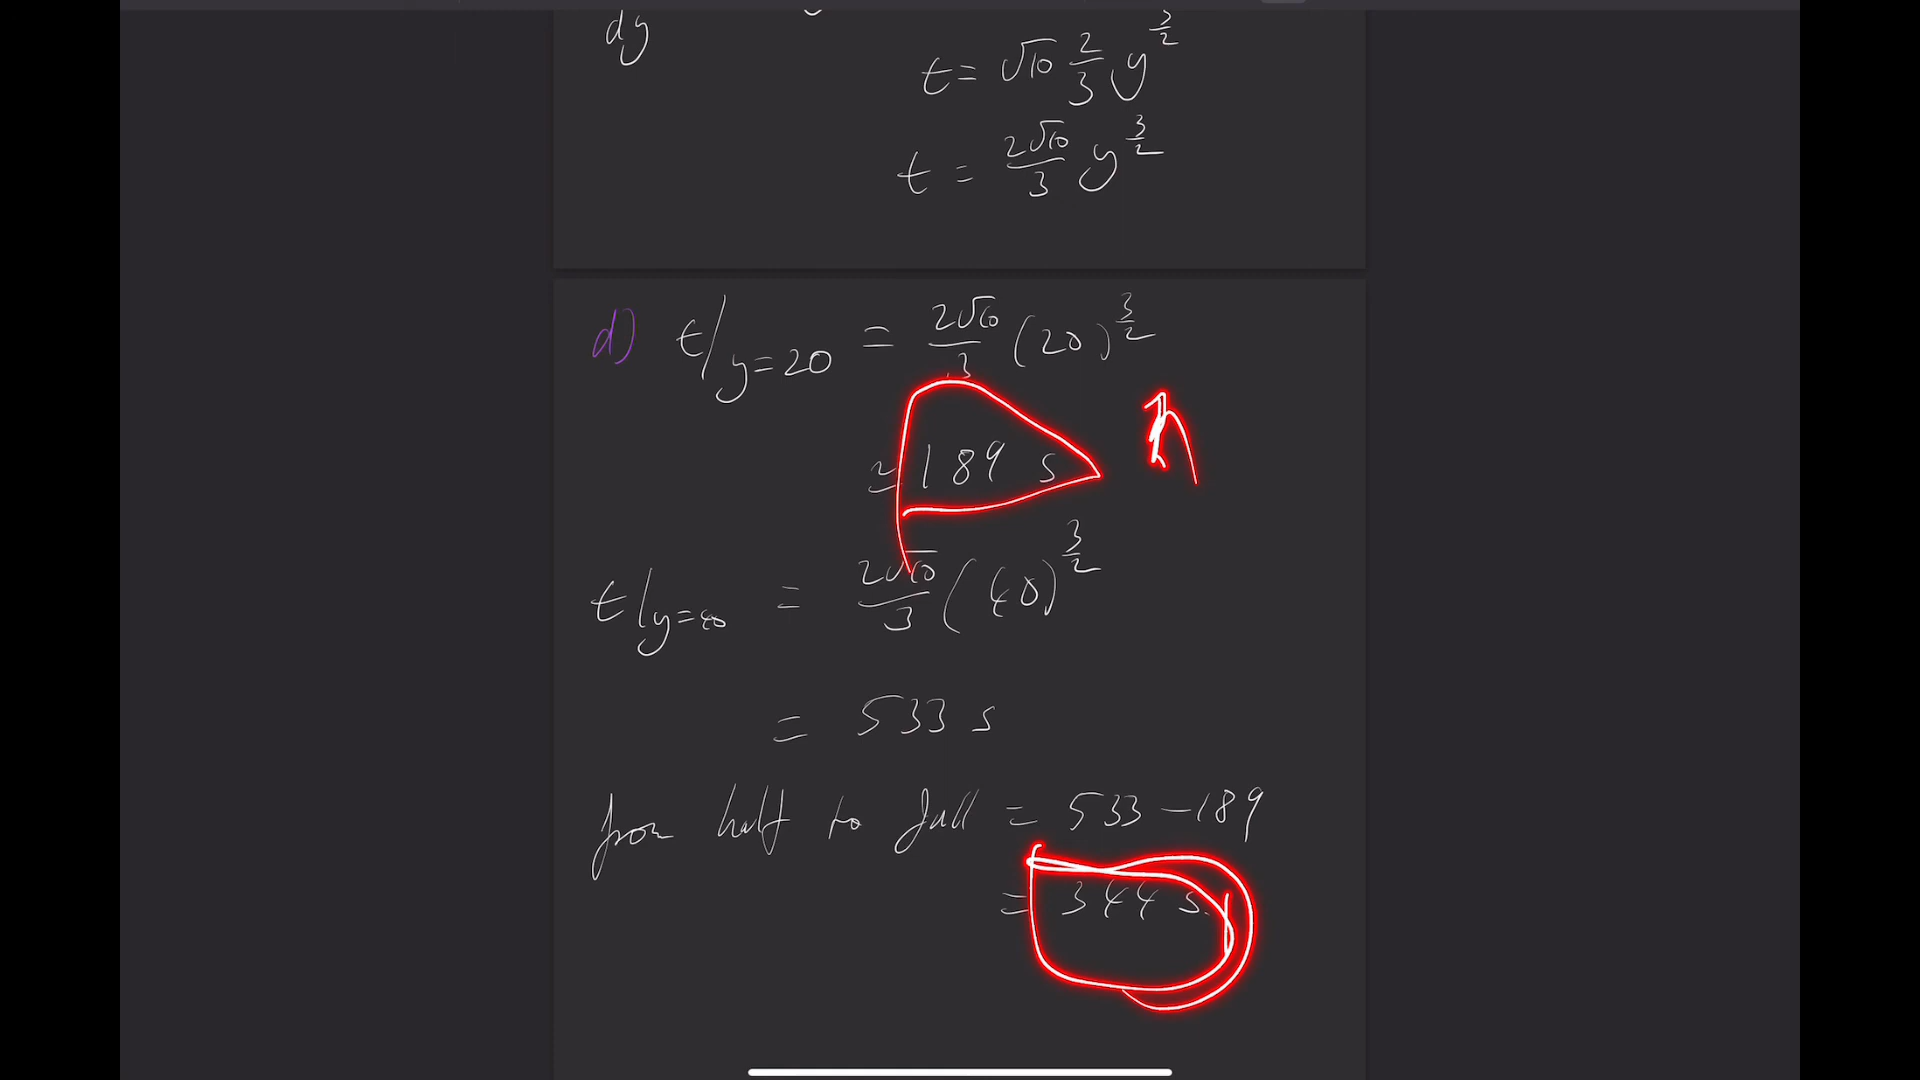 dy
t = √10 2/3 y^3/2
t = 2√10/3 y^3/2
d) t/y=20 = 2√10/3 (20)^3/2
≈ 189 s
t/y=40 = 2√10/3 (40)^3/2
= 533 s
from half to full = 533 - 189
= 344 s.